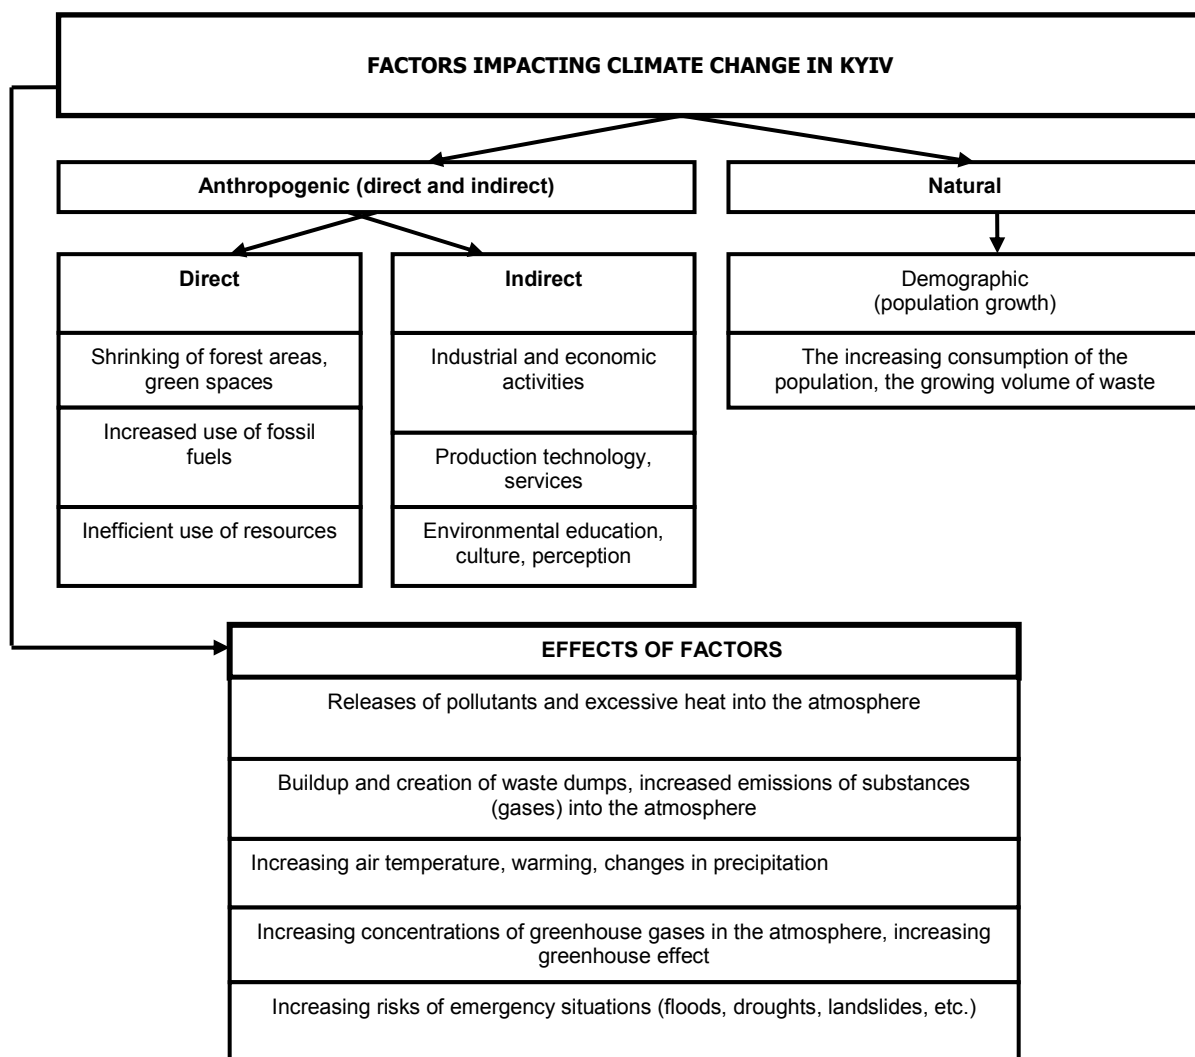 FACTORS IMPACTING CLIMATE CHANGE IN KYIV
Anthropogenic (direct and indirect)
Natural
Direct
Shrinking of forest areas,
green spaces
Increased use of fossil
fuels
Inefficient use of resources
Indirect
Industrial and economic
activities
Production technology,
services
Environmental education,
culture, perception
Demographic
(population growth)
The increasing consumption of the
population, the growing volume of waste
EFFECTS OF FACTORS
Releases of pollutants and excessive heat into the atmosphere
Buildup and creation of waste dumps, increased emissions of substances
(gases) into the atmosphere
Increasing air temperature, warming, changes in precipitation
Increasing concentrations of greenhouse gases in the atmosphere, increasing
greenhouse effect
Increasing risks of emergency situations (floods, droughts, landslides, etc.)